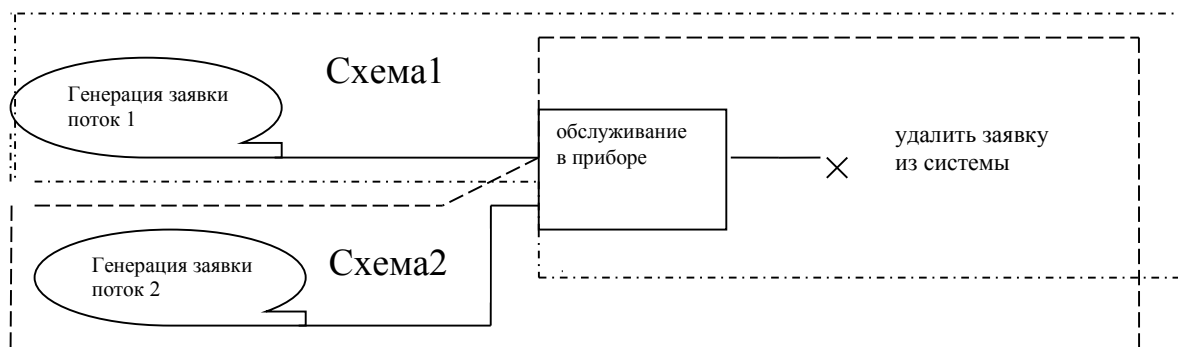 Схема1
Генерация заявки
поток 1
обслуживание
в приборе
удалить заявку
из системы
Схема2
Генерация заявки
поток 2